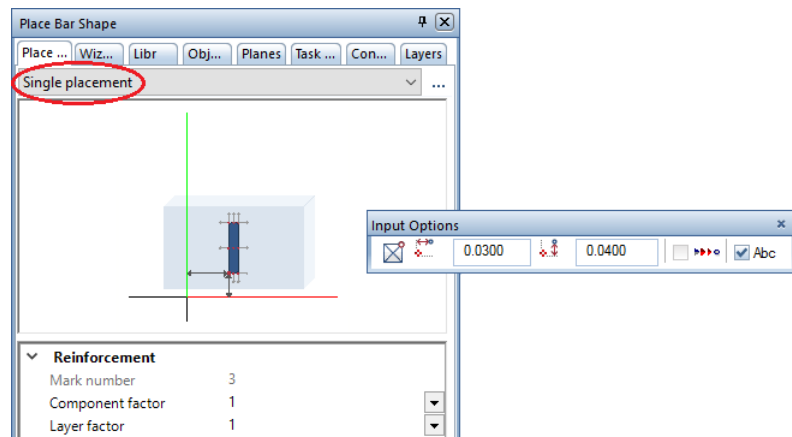 Place Bar Shape
Place ... Wiz... Libr Obj... Planes Task ... Con... Layers
Single placement ...
Input Options
0.0300 0.0400 Abc
Reinforcement
Mark number 3
Component factor 1
Layer factor 1